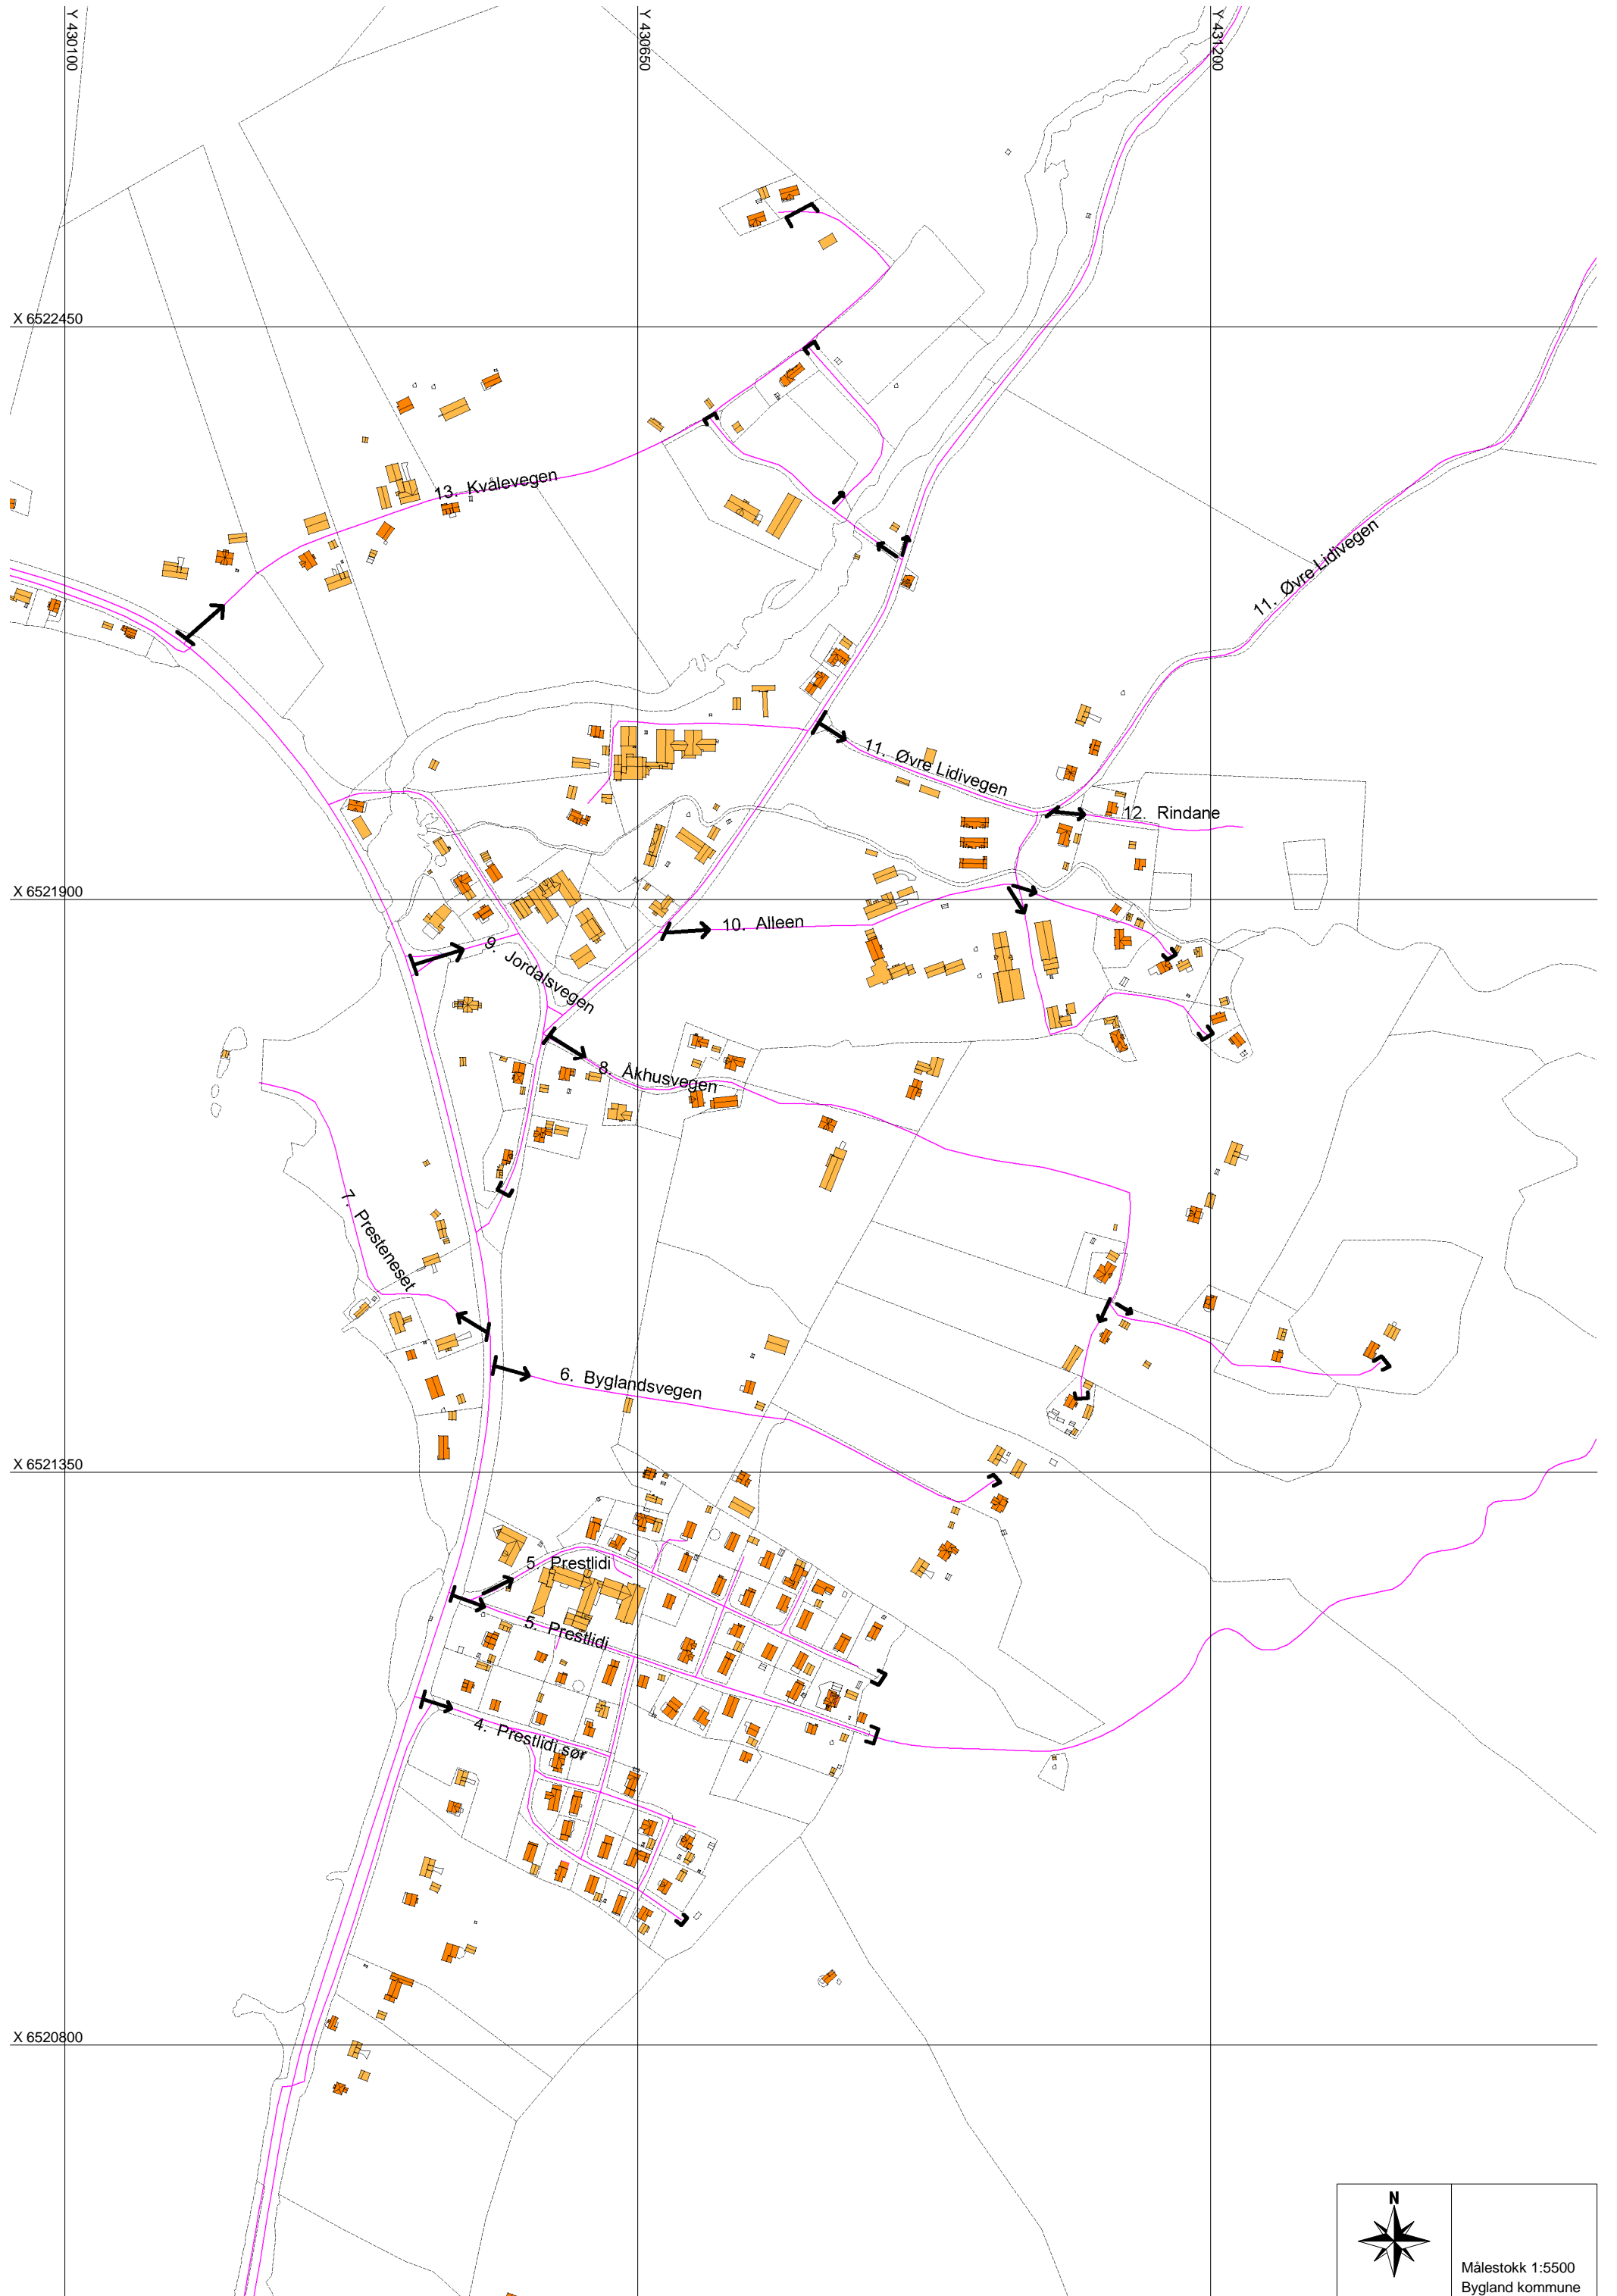 Y 430100
Y 430650
Y 431200
X 6522450
13. Kvålevegen
11. Øvre Lidivegen
11. Øvre Lidivegen
12. Rindane
X 6521900
10. Alleen
9. Jordalsvegen
8. Åkhusvegen
7. Presteneset
6. Byglandsvegen
X 6521350
5. Prestlidi
5. Prestlidi
4. Prestlidi sør
X 6520800
N
Målestokk 1:5500
Bygland kommune